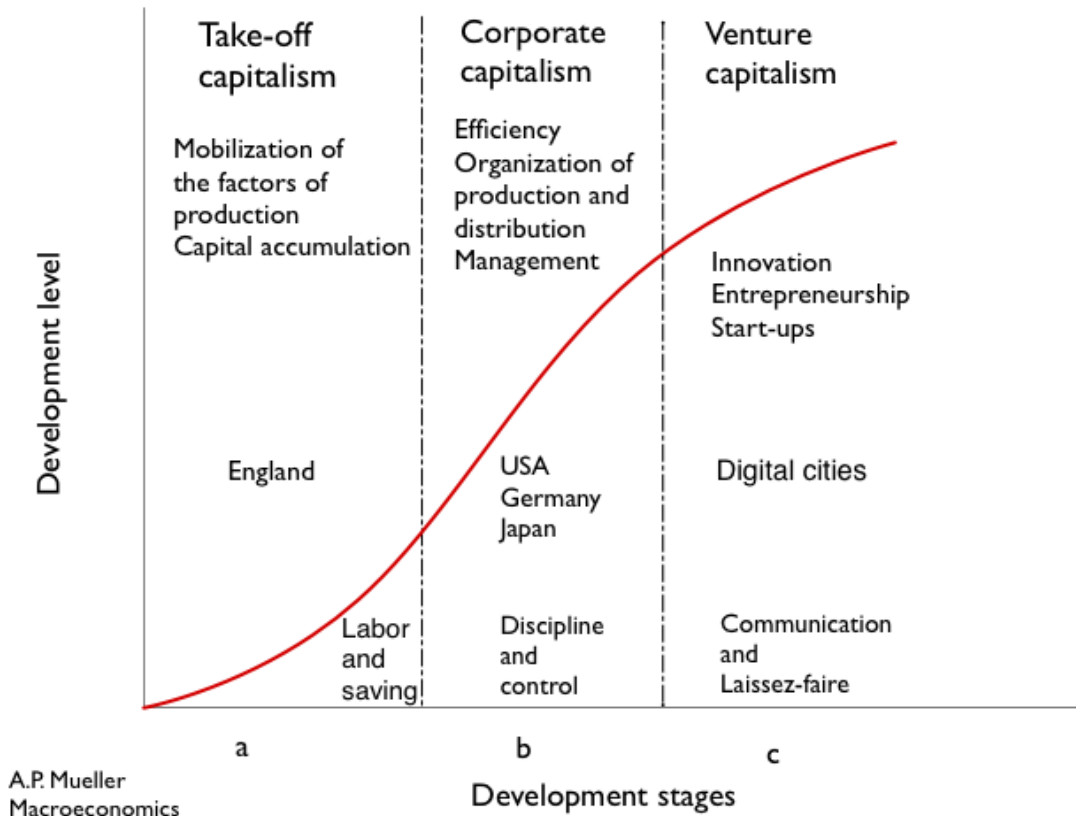 Take-off
capitalism
Mobilization of
the factors of
production
Capital accumulation
England
Labor
and
saving
Corporate
capitalism
Efficiency
Organization of
production and
distribution
Management
USA
Germany
Japan
Discipline
and
control
Venture
capitalism
Innovation
Entrepreneurship
Start-ups
Digital cities
Communication
and
Laissez-faire
Development level
a
b
c
Development stages
A.P. Mueller
Macroeconomics